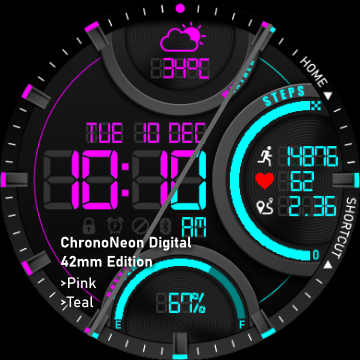 34°C
HOME ▲
STEPS
TUE 10 DEC
14876
10:10
62
2.36
AM
SHORTCUT ▼
0
ChronoNeon Digital
42mm Edition
>Pink
>Teal
67%
E
F